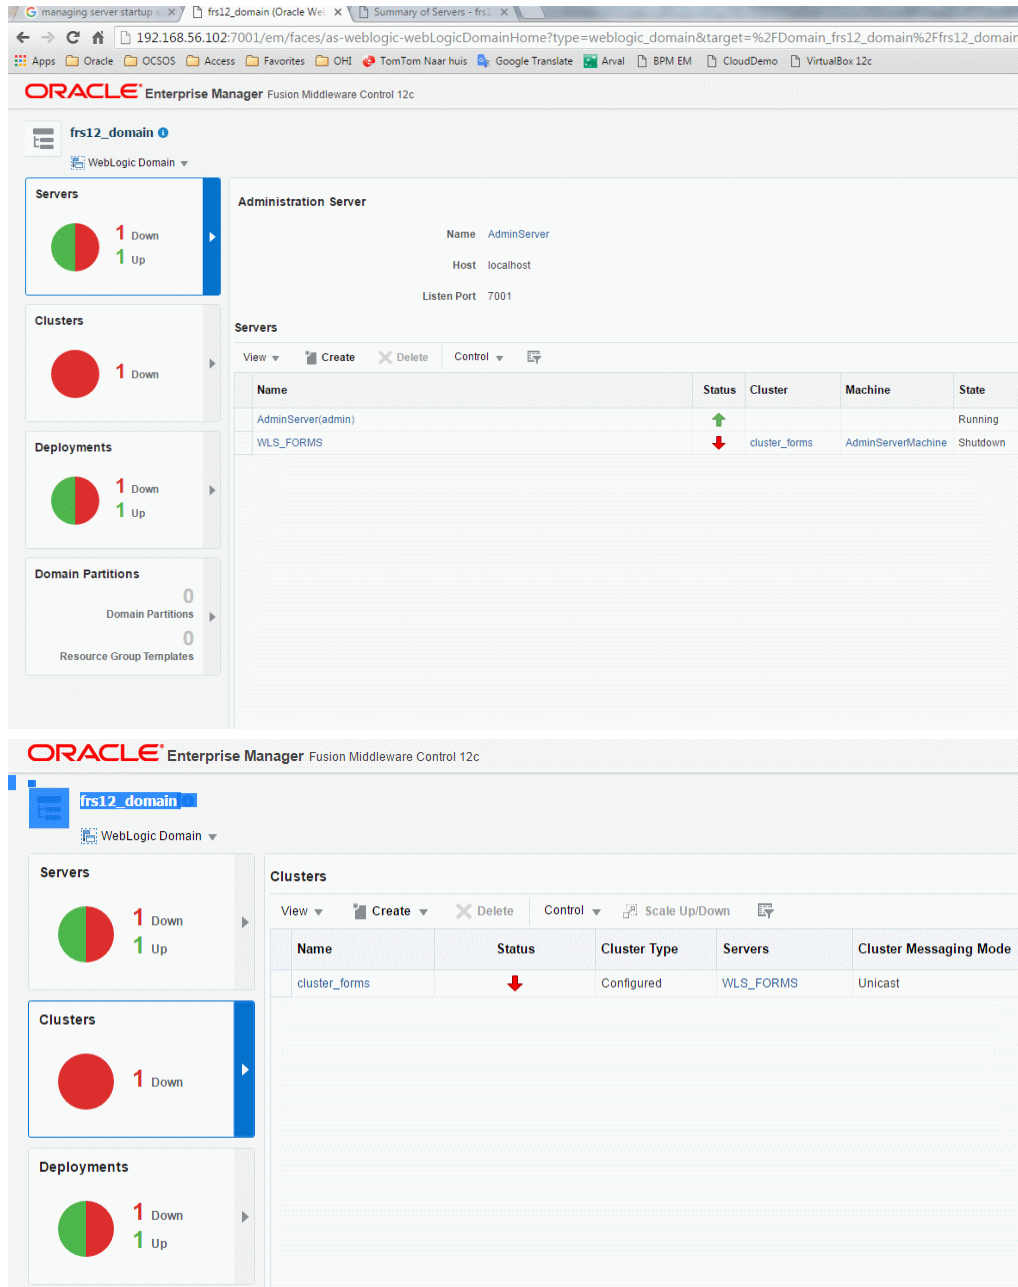 managing server startup a
frs12_domain (Oracle Wel
Summary of Servers - frs1
192.168.56.102:7001/em/faces/as-weblogic-webLogicDomainHome?type=weblogic_domain&target=%2FDomain_frs12_domain%2Ffrs12_domain
Apps Oracle OCSOS Access Favorites OHI TomTom Naar huis Google Translate Arval BPM EM CloudDemo VirtualBox 12c
ORACLE Enterprise Manager Fusion Middleware Control 12c
frs12_domain
WebLogic Domain
Servers
1 Down
1 Up
Clusters
1 Down
Deployments
1 Down
1 Up
Domain Partitions
0
Domain Partitions
0
Resource Group Templates
Administration Server
Name AdminServer
Host localhost
Listen Port 7001
Servers
View Create Delete Control
Name Status Cluster Machine State
AdminServer(admin) Running
WLS_FORMS cluster_forms AdminServerMachine Shutdown
ORACLE Enterprise Manager Fusion Middleware Control 12c
frs12_domain
WebLogic Domain
Servers
1 Down
1 Up
Clusters
1 Down
Deployments
1 Down
1 Up
Clusters
View Create Delete Control Scale Up/Down
Name Status Cluster Type Servers Cluster Messaging Mode
cluster_forms Configured WLS_FORMS Unicast